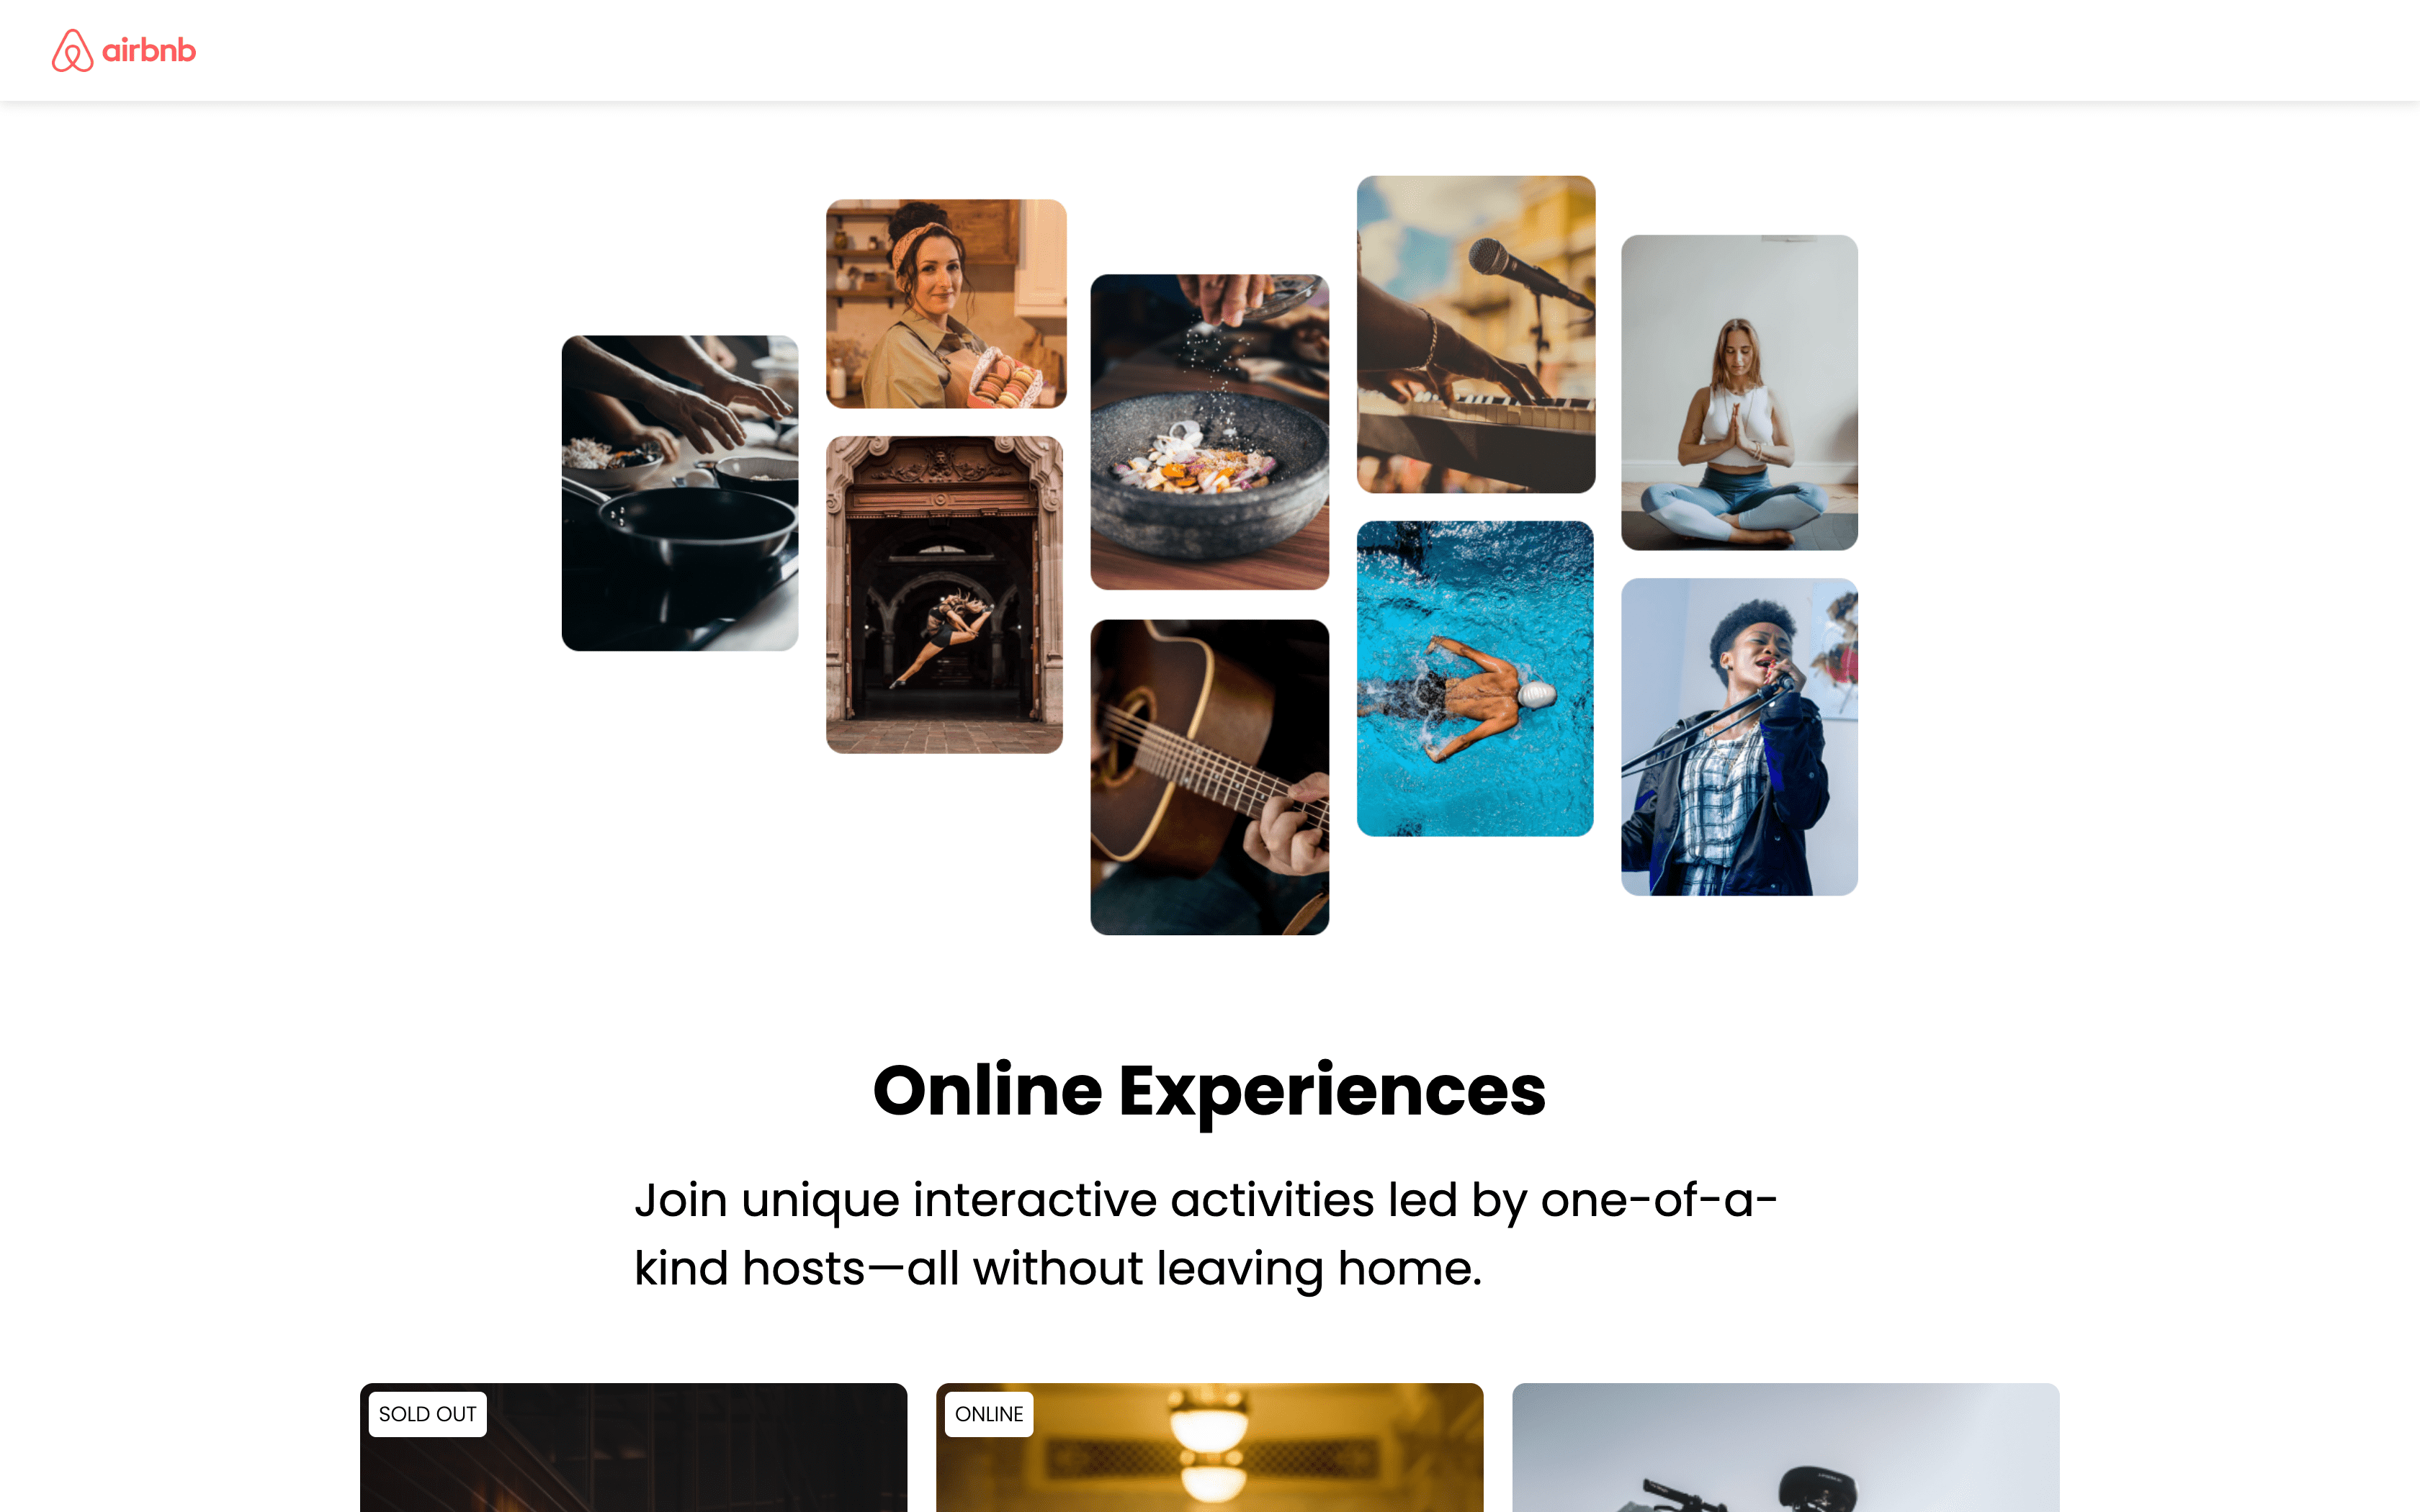 airbnb
Online Experiences
Join unique interactive activities led by one-of-a-
kind hosts—all without leaving home.
SOLD OUT
ONLINE